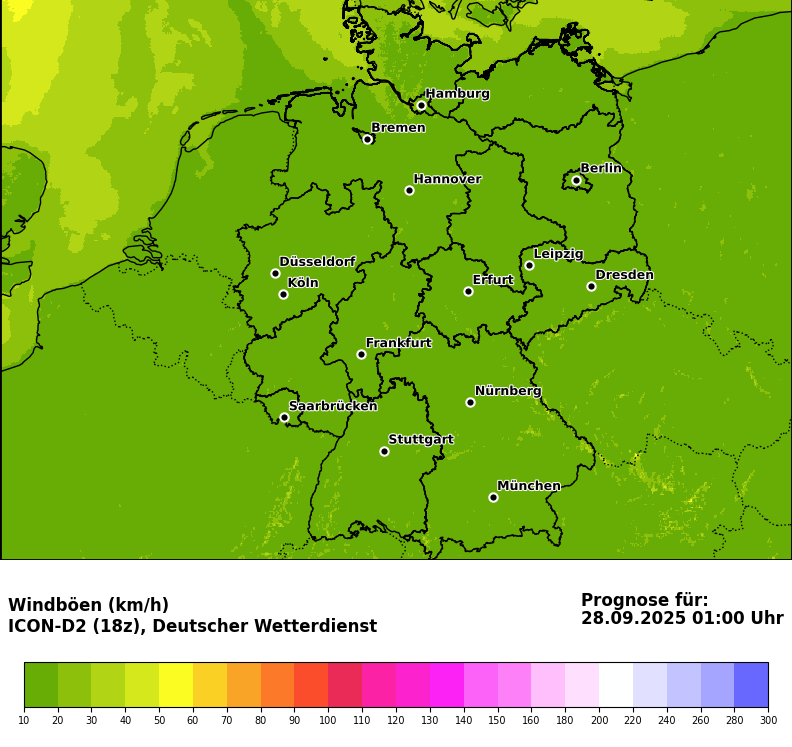 Hamburg
Bremen
Berlin
Hannover
Leipzig
Düsseldorf
Dresden
Köln
Erfurt
Frankfurt
Nürnberg
Saarbrücken
Stuttgart
München
Windböen (km/h)
ICON-D2 (18z), Deutscher Wetterdienst
Prognose für:
28.09.2025 01:00 Uhr
10 20 30 40 50 60 70 80 90 100 110 120 130 140 150 160 180 200 220 240 260 280 300